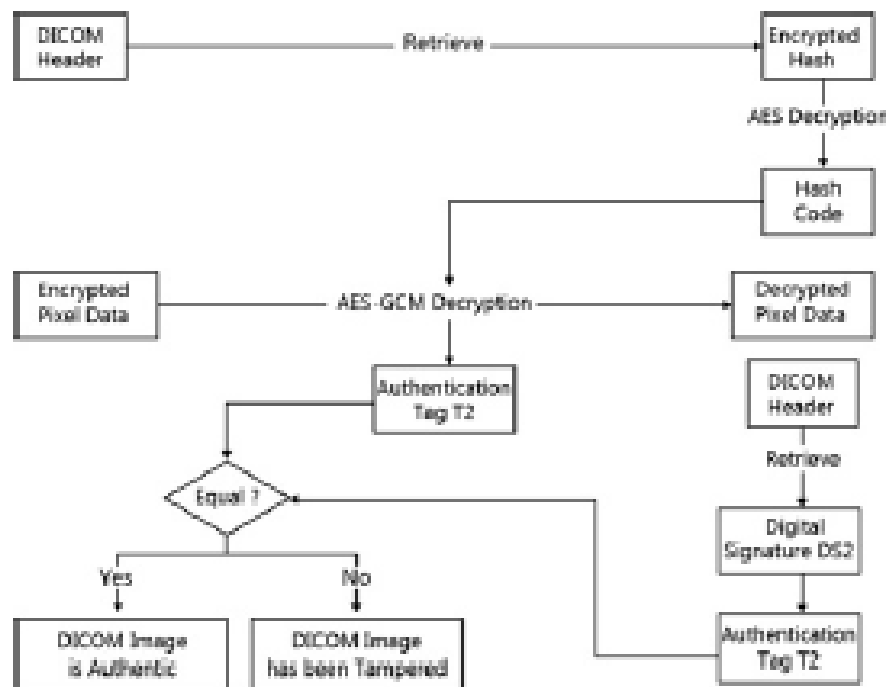 DICOM
Header
Retrieve
Encrypted
Hash
AES Decryption
Hash
Code
Encrypted
Pixel Data
AES-GCM Decryption
Decrypted
Pixel Data
Authentication
Tag T2
DICOM
Header
Retrieve
Equal ?
Digital
Signature DS2
Yes
No
DICOM Image
is Authentic
DICOM Image
has been Tampered
Authentication
Tag T2